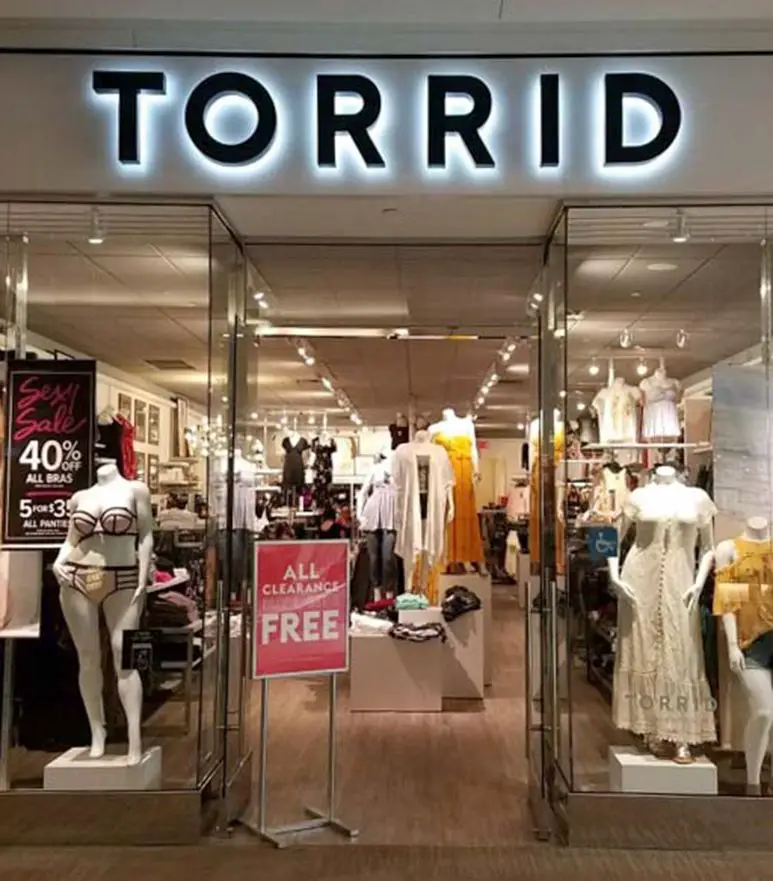 TORRID
Sexy
Sale
40% OFF
ALL BRAS
5 FOR $35
ALL PANTIES
ALL
CLEARANCE
FREE
TORRID